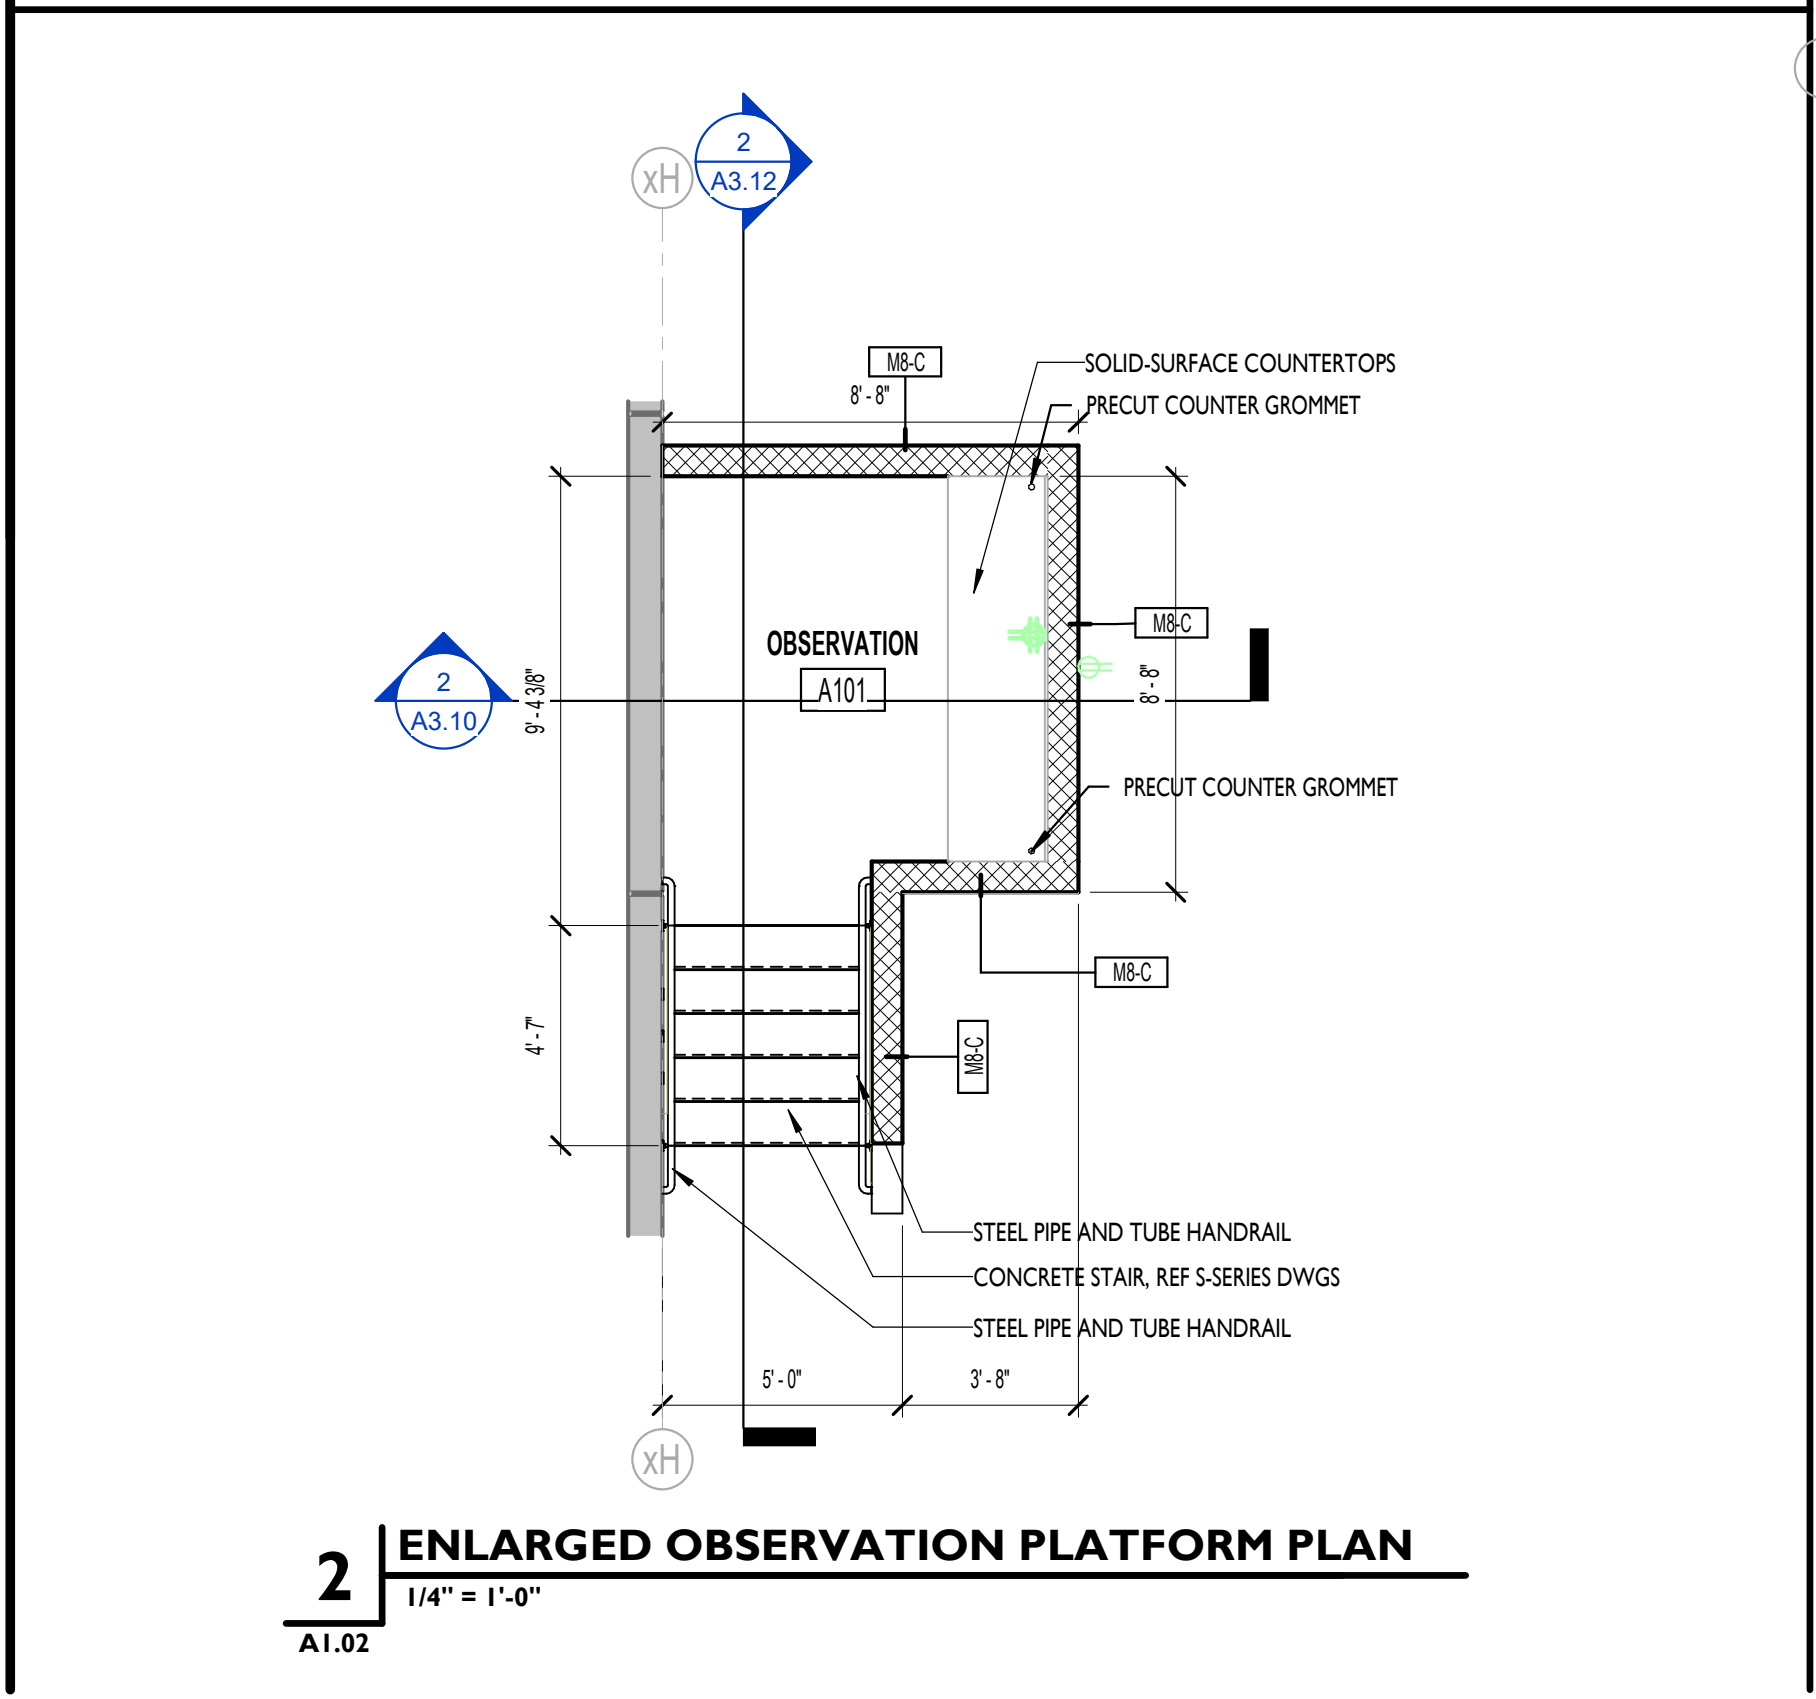 2
A3.12
xH
M8-C
8' - 8"
SOLID-SURFACE COUNTERTOPS
PRECUT COUNTER GROMMET
OBSERVATION
A101
M8-C
2
A3.10
9' - 4 3/8"
8' - 8"
PRECUT COUNTER GROMMET
M8-C
4' - 7"
M8-C
STEEL PIPE AND TUBE HANDRAIL
CONCRETE STAIR, REF S-SERIES DWGS
STEEL PIPE AND TUBE HANDRAIL
5' - 0"
3' - 8"
xH
2
ENLARGED OBSERVATION PLATFORM PLAN
1/4" = 1'-0"
A1.02